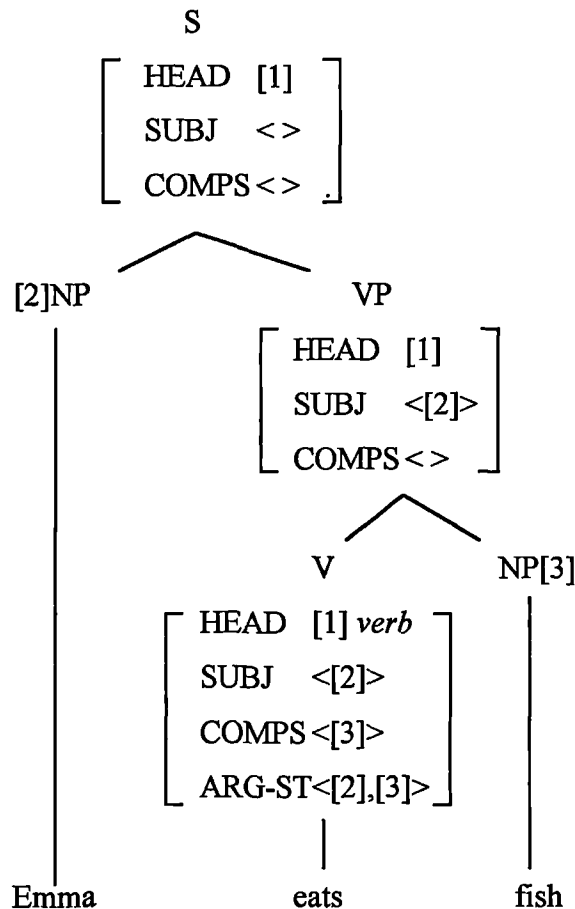 S
HEAD [1]
SUBJ < >
COMPS < >
[2]NP VP
HEAD [1]
SUBJ <[2]>
COMPS < >
V NP[3]
HEAD [1] verb
SUBJ <[2]>
COMPS <[3]>
ARG-ST<[2],[3]>
Emma eats fish